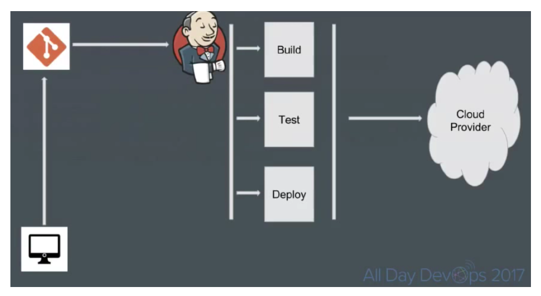 Build
Test
Cloud
Provider
Deploy
All Day DevOps 2017